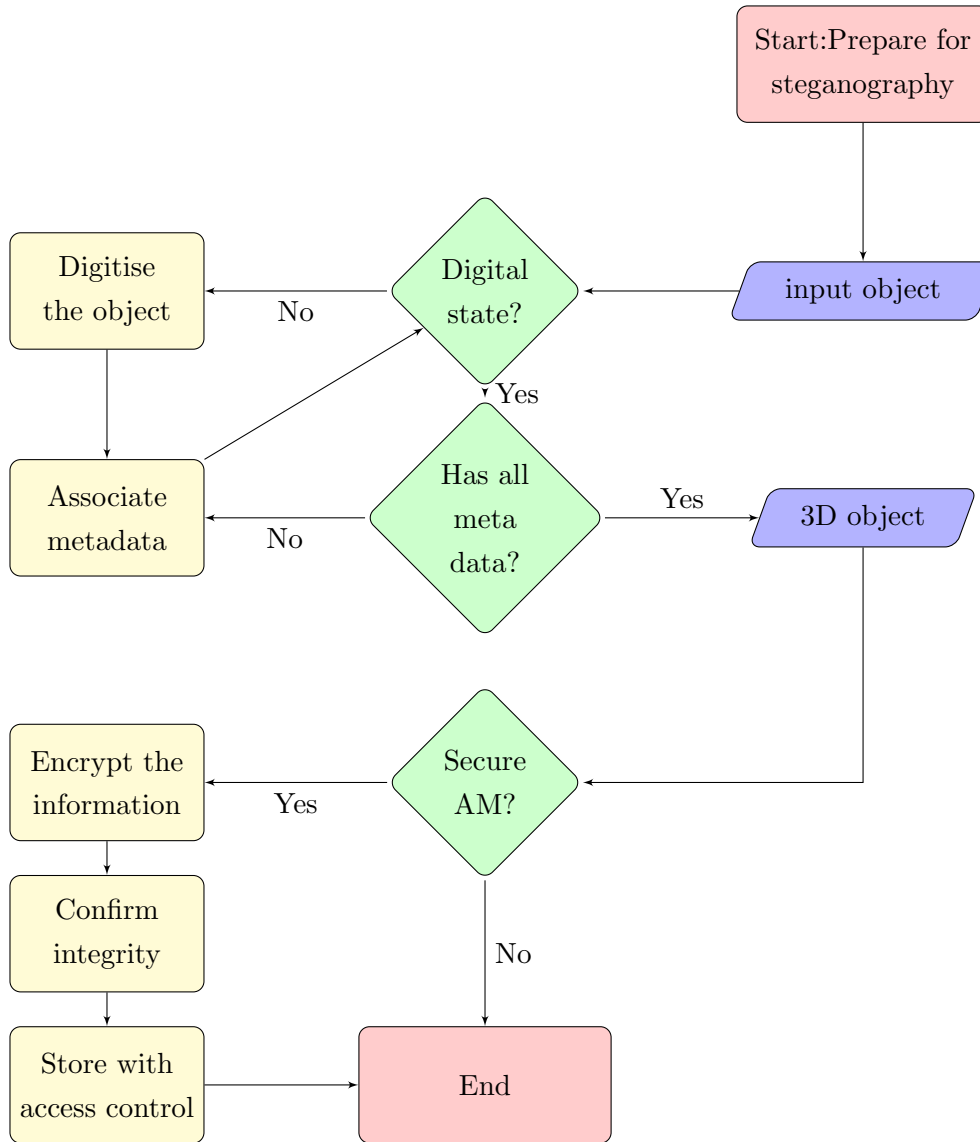 Start:Prepare for
steganography
input object
Digital
state?
No
Digitise
the object
Yes
Associate
metadata
No
Has all
meta
data?
Yes
3D object
Secure
AM?
Yes
Encrypt the
information
Confirm
integrity
No
Store with
access control
End